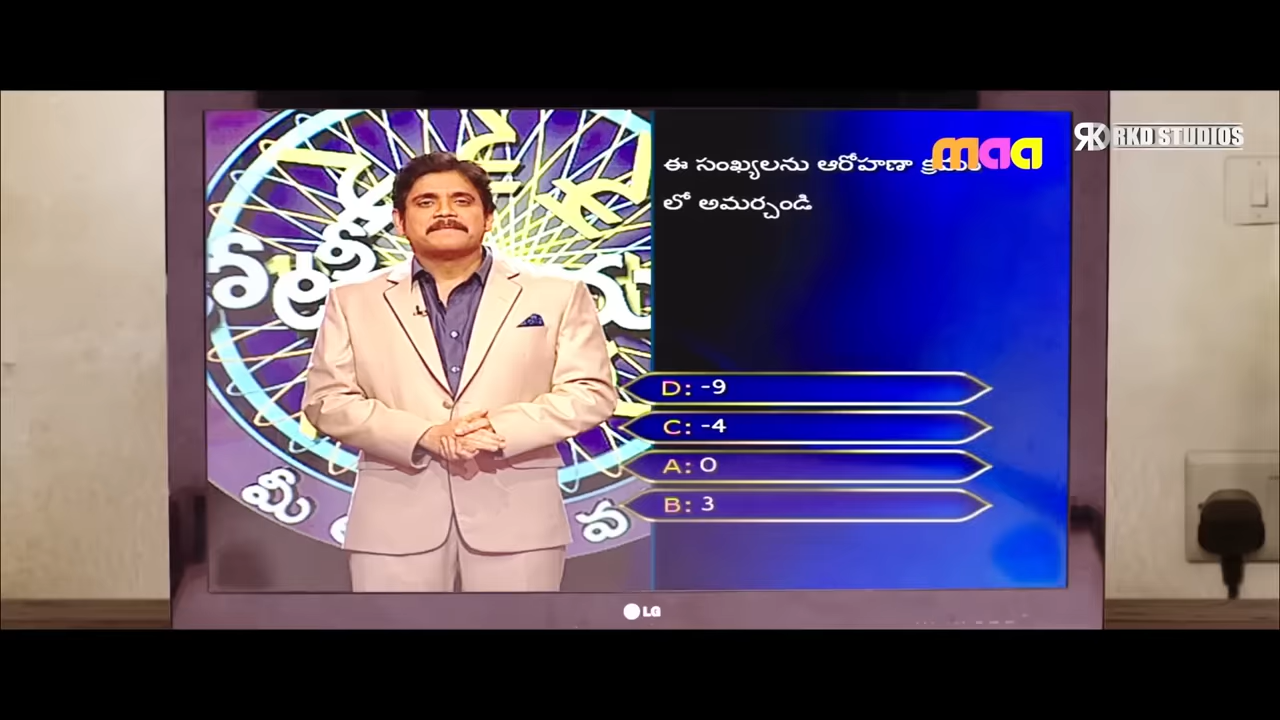 ఈ సంఖ్యలను ఆరోహణా
maa
లో అమర్చండి
D: -9
C: -4
A: 0
B: 3
LG
RKD STUDIOS
మీ